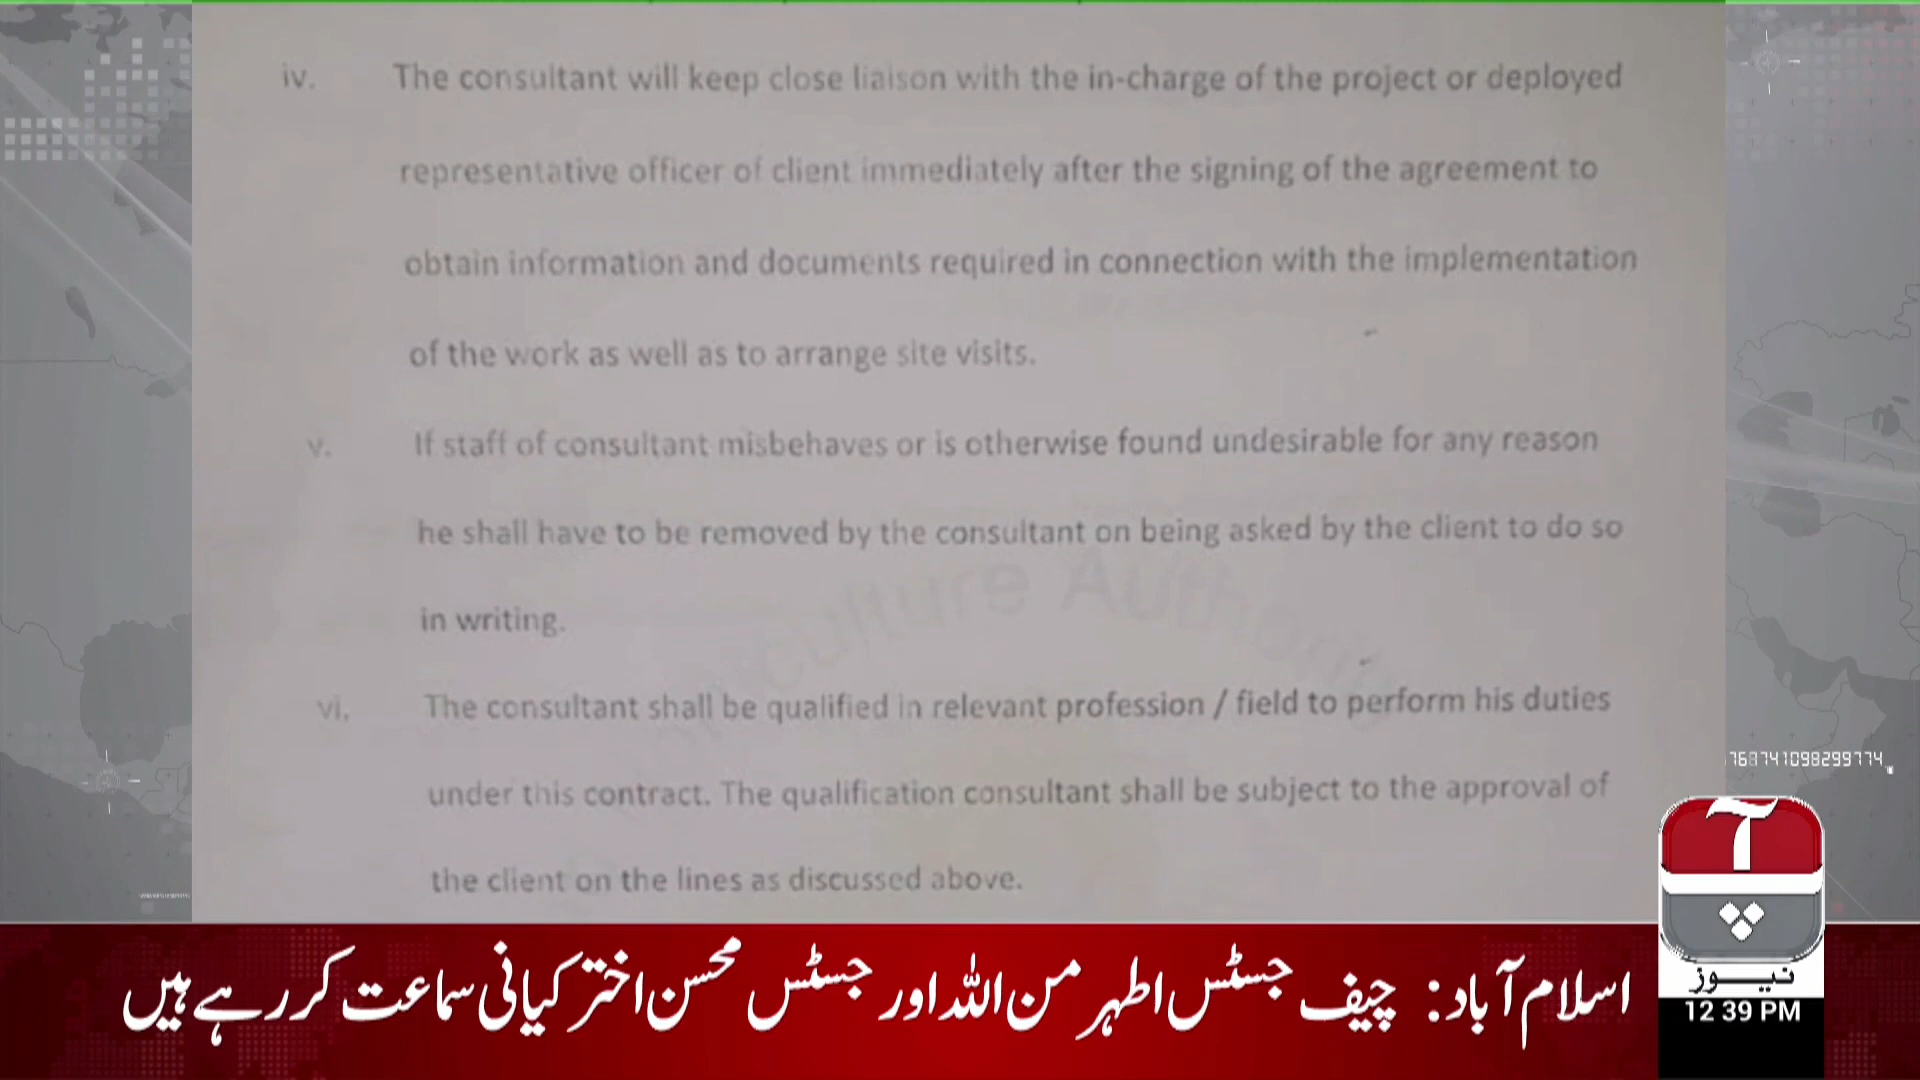 iv. The consultant will keep close liaison with the in-charge of the project or deployed
representative officer of client immediately after the signing of the agreement to
obtain information and documents required in connection with the implementation
of the work as well as to arrange site visits.
v. If staff of consultant misbehaves or is otherwise found undesirable for any reason
he shall have to be removed by the consultant on being asked by the client to do so
in writing.
vi. The consultant shall be qualified in relevant profession / field to perform his duties
under this contract. The qualification consultant shall be subject to the approval of
the client on the lines as discussed above.
culture Authority
768741098299774
آپ
نیوز
12 39 PM
اسلام آباد: چیف جسٹس اطہر من اللہ اور جسٹس محسن اختر کیانی سماعت کر رہے ہیں